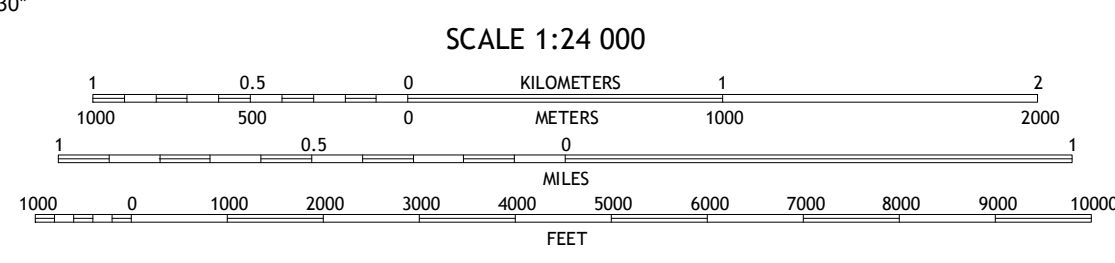 30"
SCALE 1:24 000
1 0.5 0 KILOMETERS 1 2
1000 500 0 METERS 1000 2000
1 0.5 0 1
MILES
1000 0 1000 2000 3000 4000 5000 6000 7000 8000 9000 10000
FEET